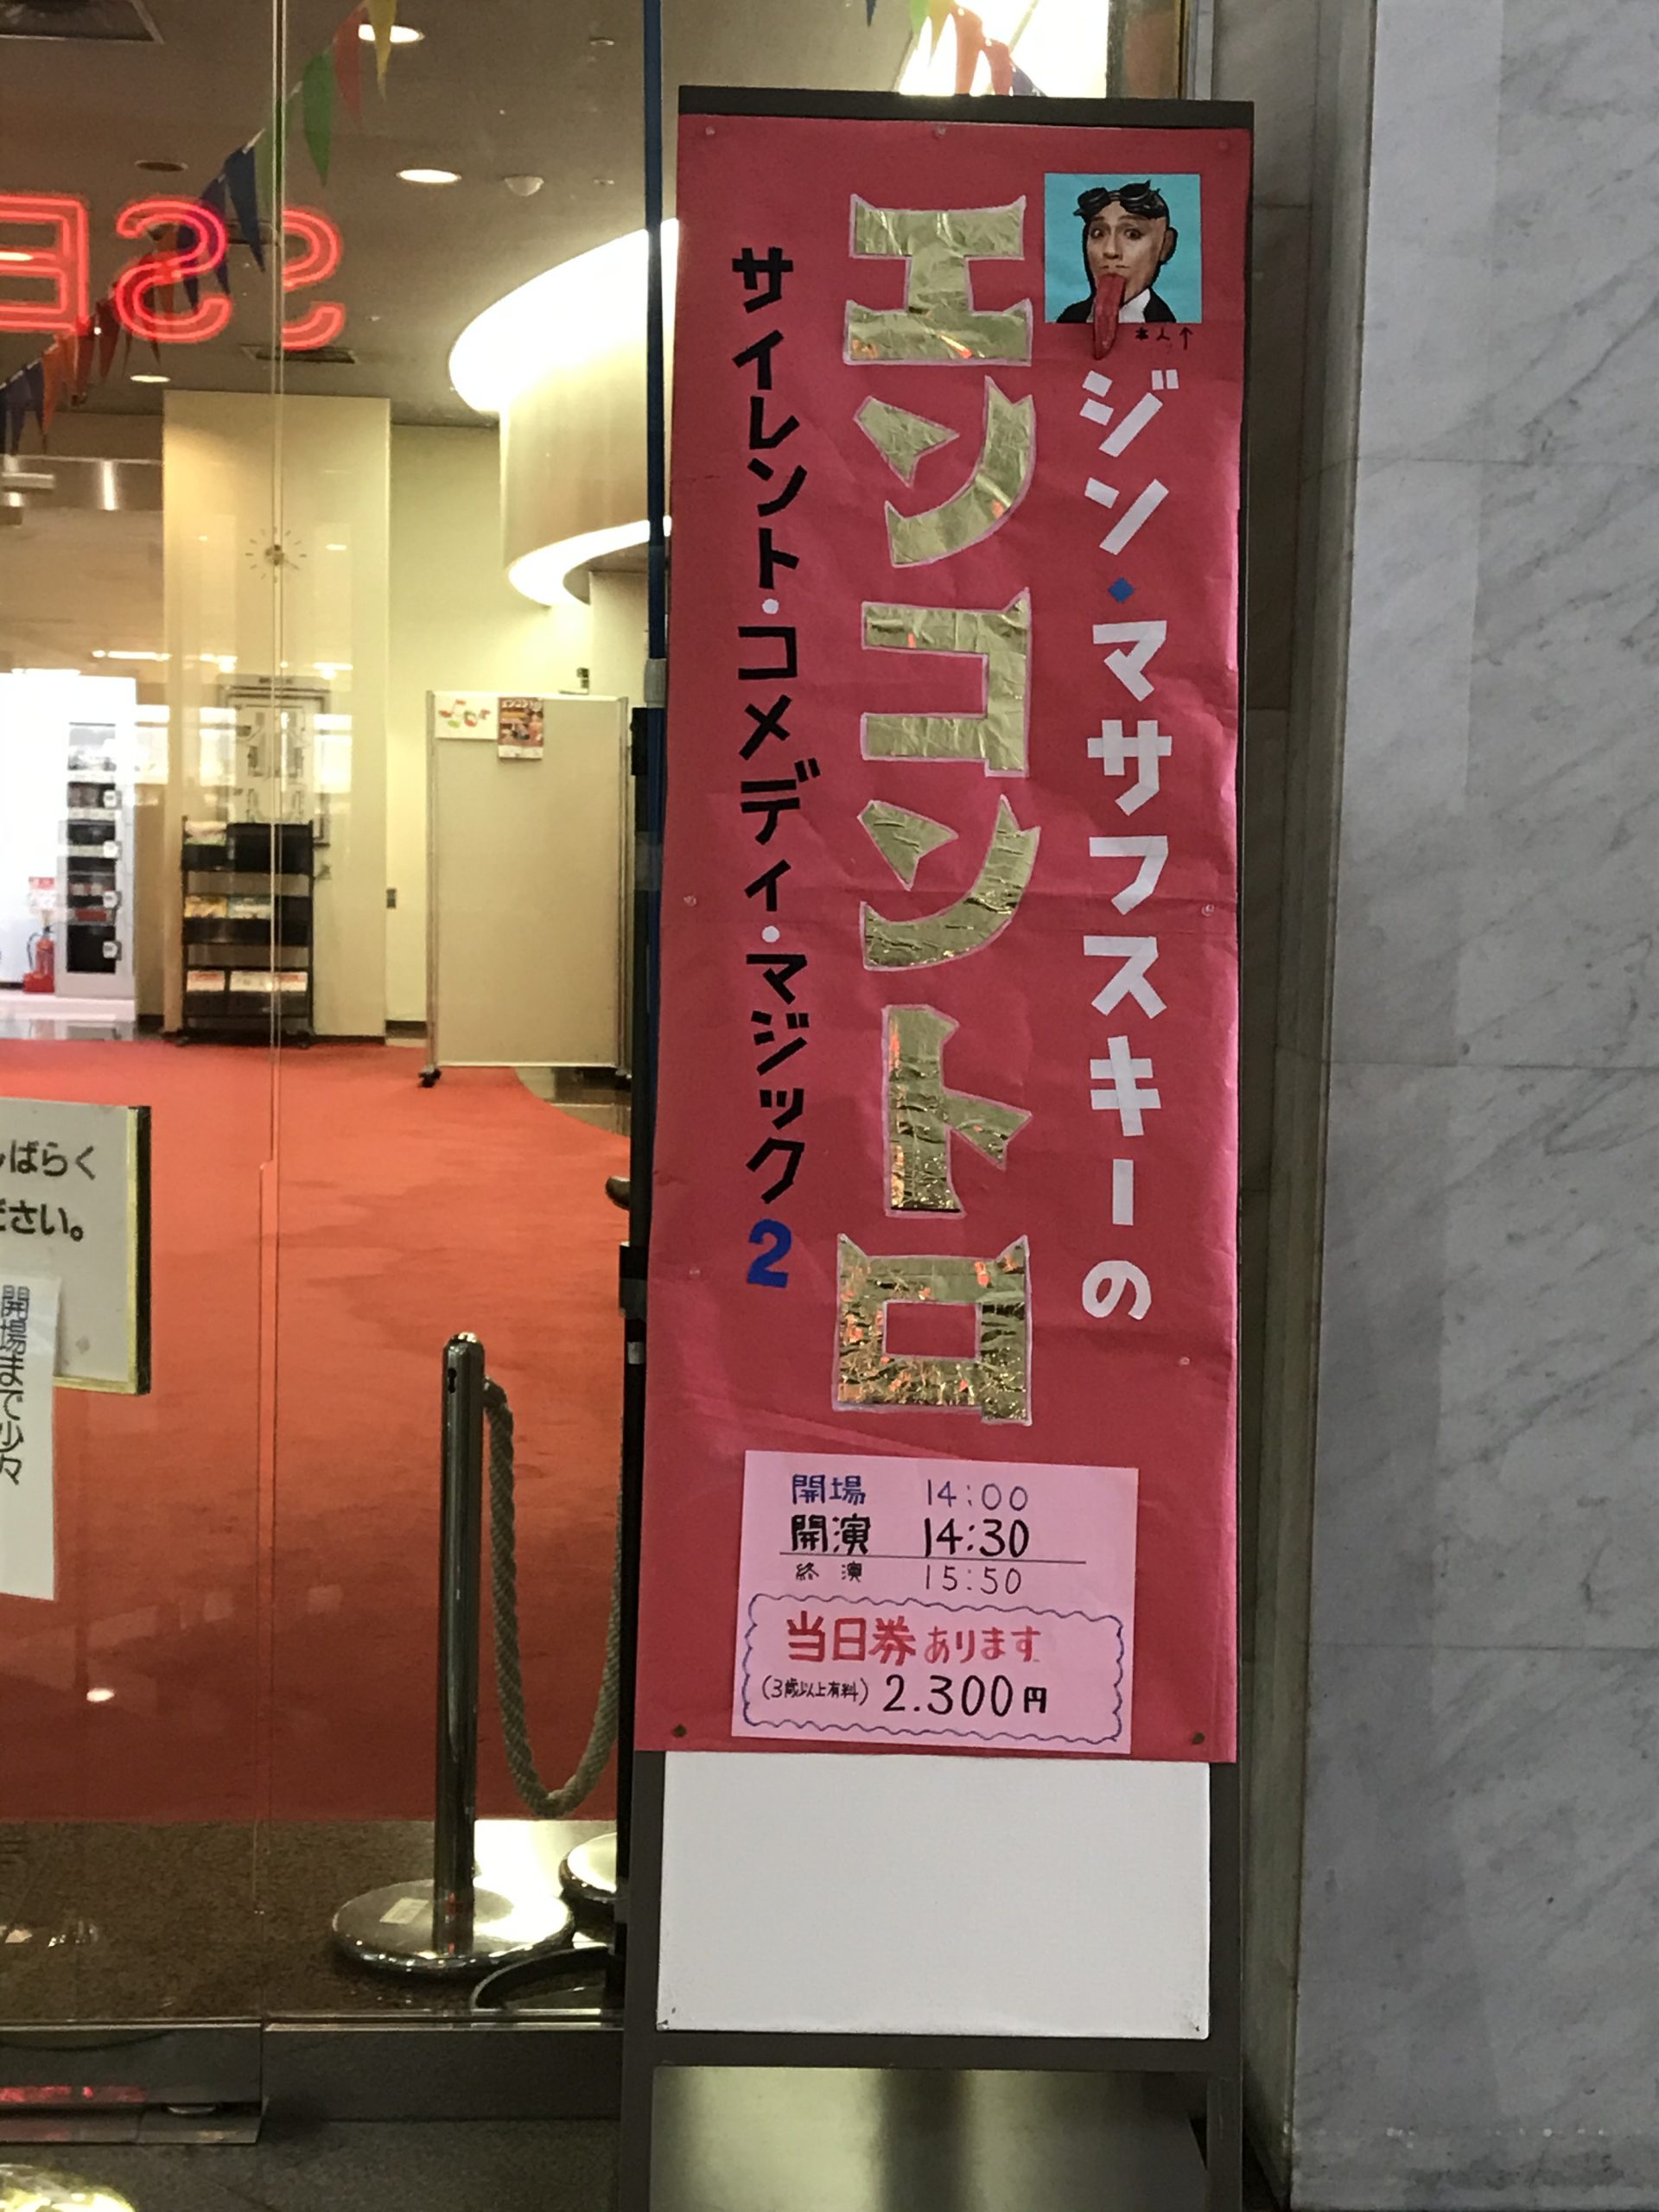 ジン・マサフスキーの
エンコントロ
サイレント・コメディ・マジック2
本人↑
開場 14:00
開演 14:30
終演 15:50
当日券あります
(3歳以上有料) 2.300円
ばらく
ださい。
開場まで少々